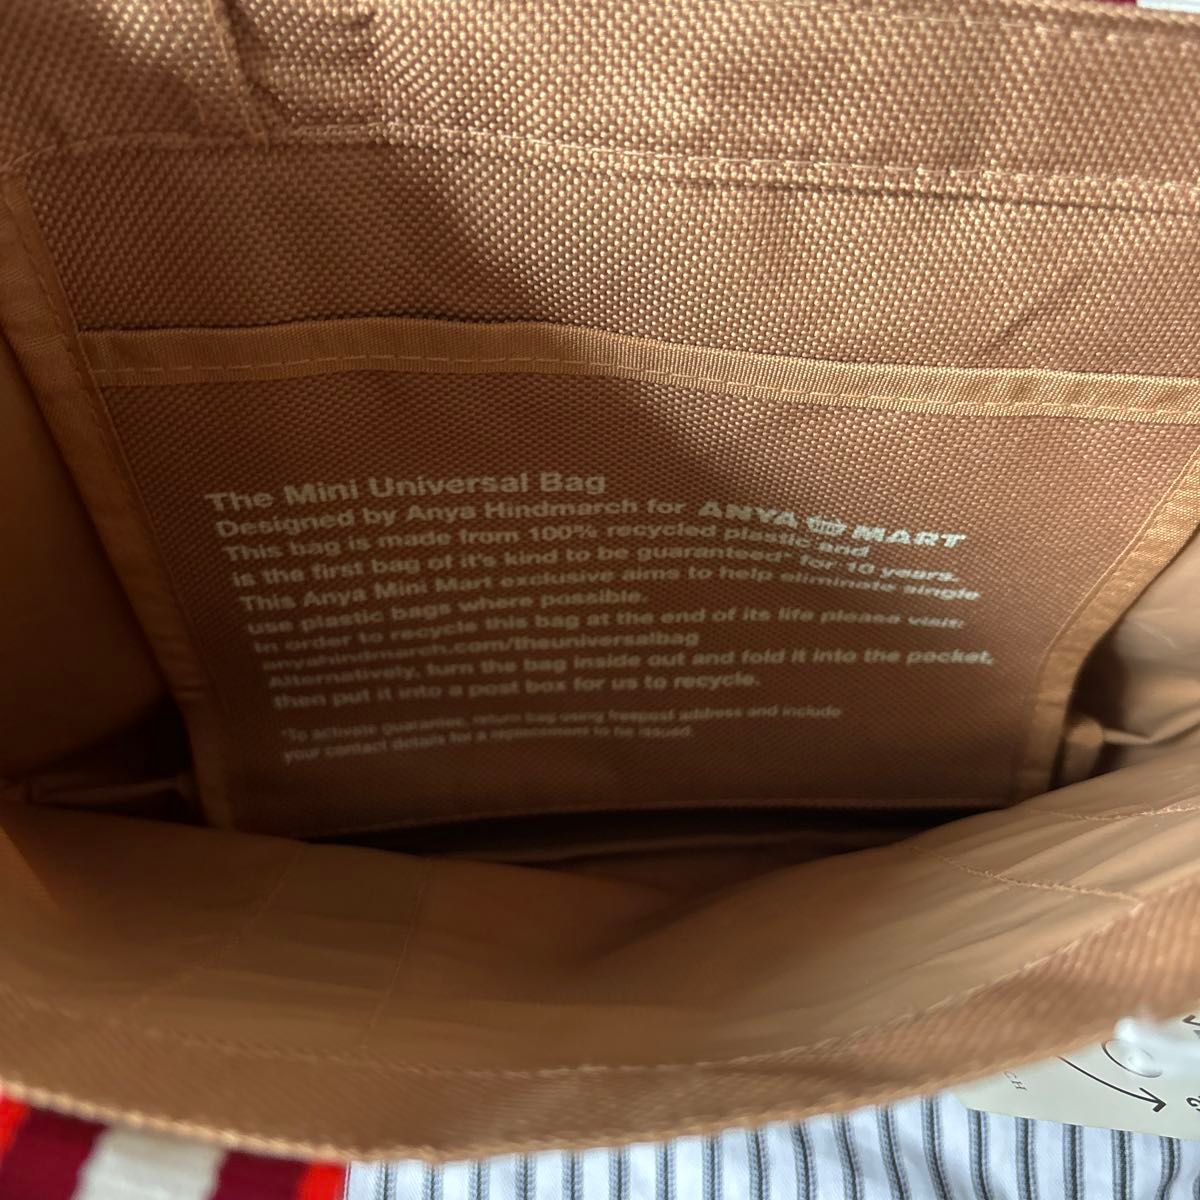 The Mini Universal Bag
Designed by Anya Hindmarch for ANYA MINI MART
This bag is made from 100% recycled plastic and
is the first bag of it's kind to be guaranteed* for 10 years.
This Anya Mini Mart exclusive aims to help eliminate single
use plastic bags where possible.
In order to recycle this bag at the end of its life please visit:
anyahindmarch.com/theuniversalbag
Alternatively, turn the bag inside out and fold it into the pocket,
then put it into a post box for us to recycle.
*To activate guarantee, return bag using freepost address and include
your contact details for a replacement to be issued.